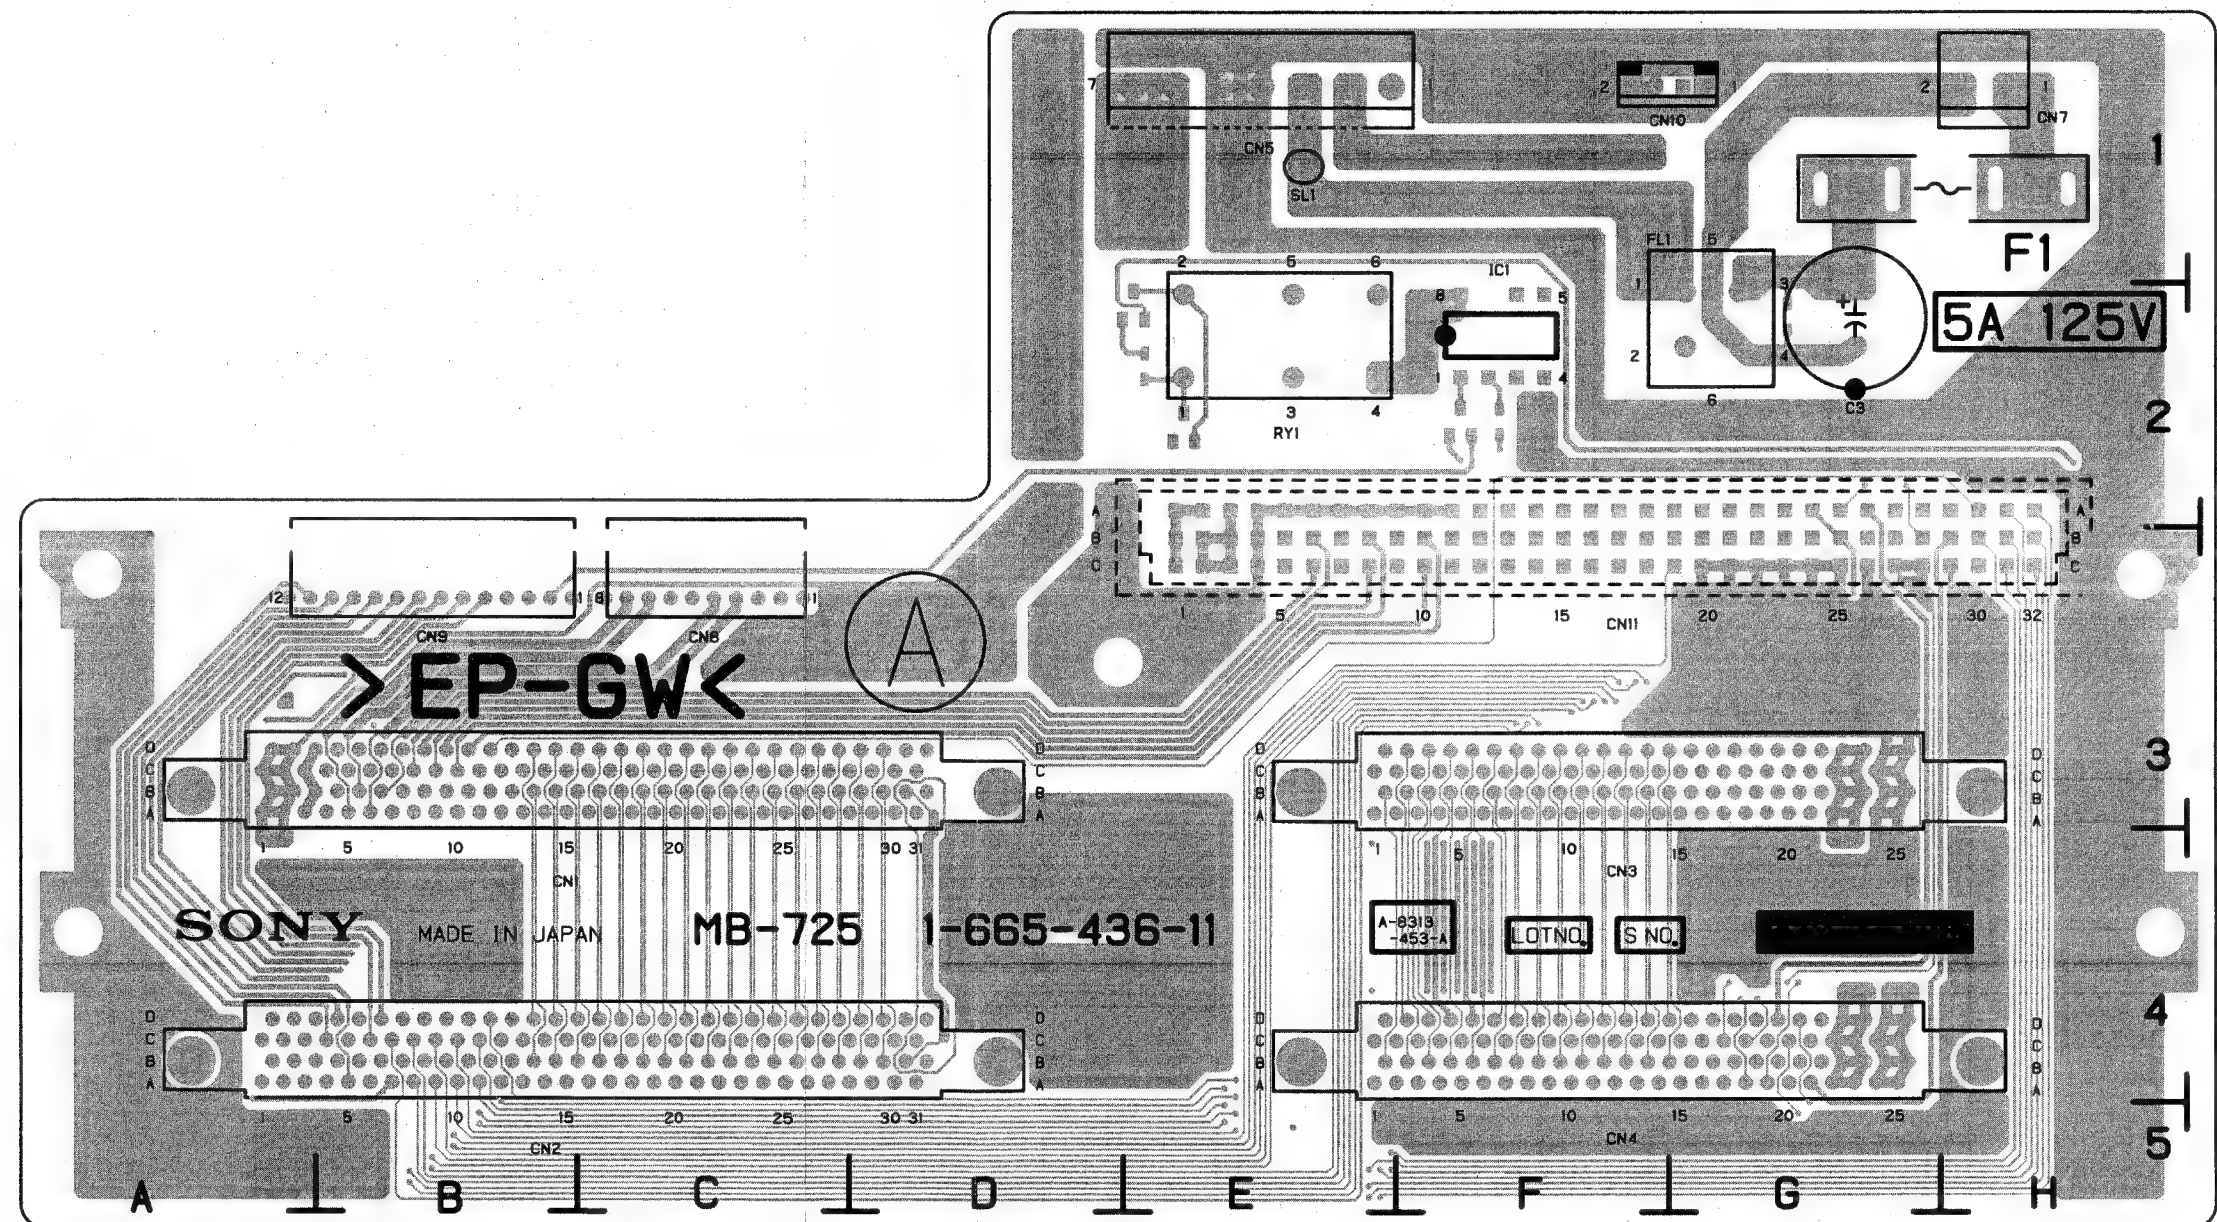 7 1
CN5
SL1
2 1
CN10
2 1
CN7
1
F1
FL1 5
1 3
2 4
6
+
C3
5A 125V
2 5 6
1 3 4
RY1
IC1
8 5
1 4
2
A A
B B
C C
1 5 10 15 20 25 30 32
CN11
12 1 8 1
CN9 CN8
A
>EP-GW<
D D D D
C C C C
B B B B
A A A A
3
1 5 10 15 20 25 30 31
CN1
1 5 10 15 20 25
CN3
SONY MADE IN JAPAN MB-725 1-665-436-11
A-8313
-453-A
LOTNO. S NO.
D D D D
C C C C
B B B B
A A A A
4
1 5 10 15 20 25 30 31
CN2
1 5 10 15 20 25
CN4
5
A B C D E F G H